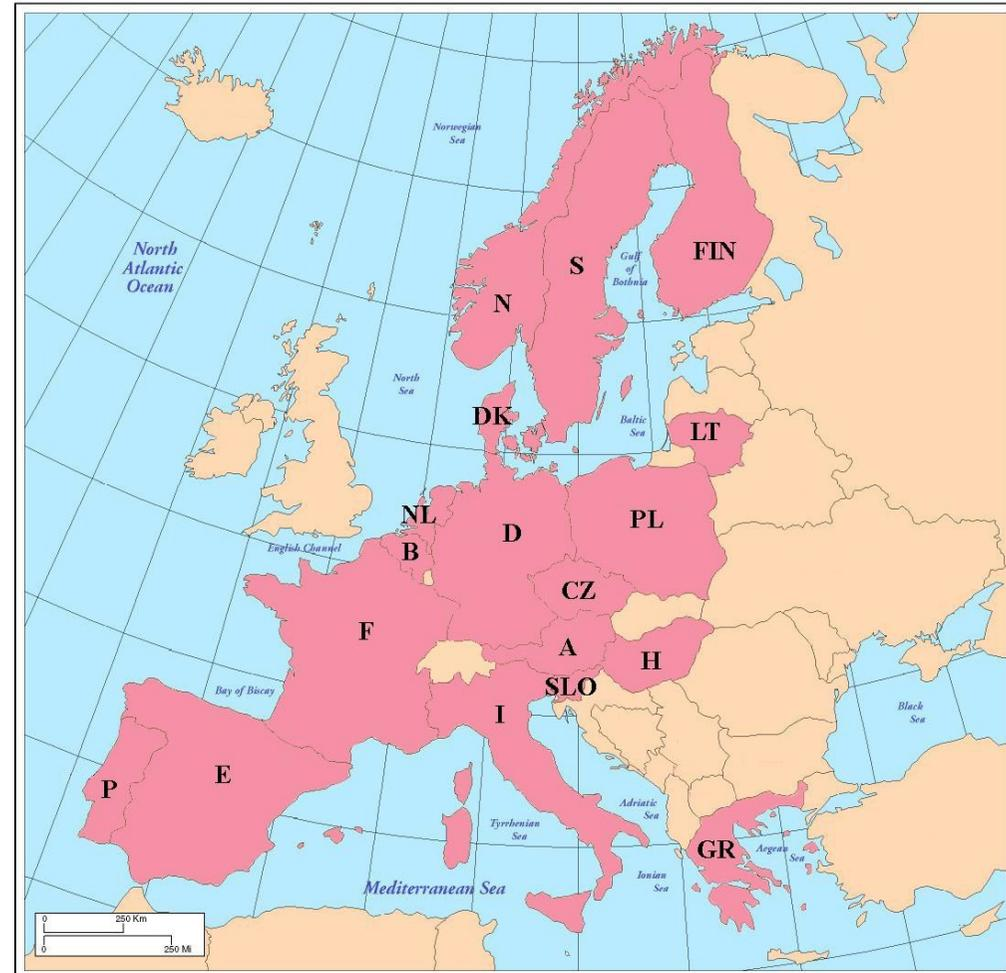 Norwegian
Sea
North
Atlantic
Ocean
S
FIN
Gulf
of
Bothnia
N
North
Sea
DK
Baltic
Sea
LT
NL
D
PL
English Channel
B
CZ
F
A
H
SLO
Bay of Biscay
I
Black
Sea
P
E
Adriatic
Sea
Tyrrhenian
Sea
GR
Aegean
Sea
Ionian
Sea
Mediterranean Sea
0 250 Km
0 250 Mi